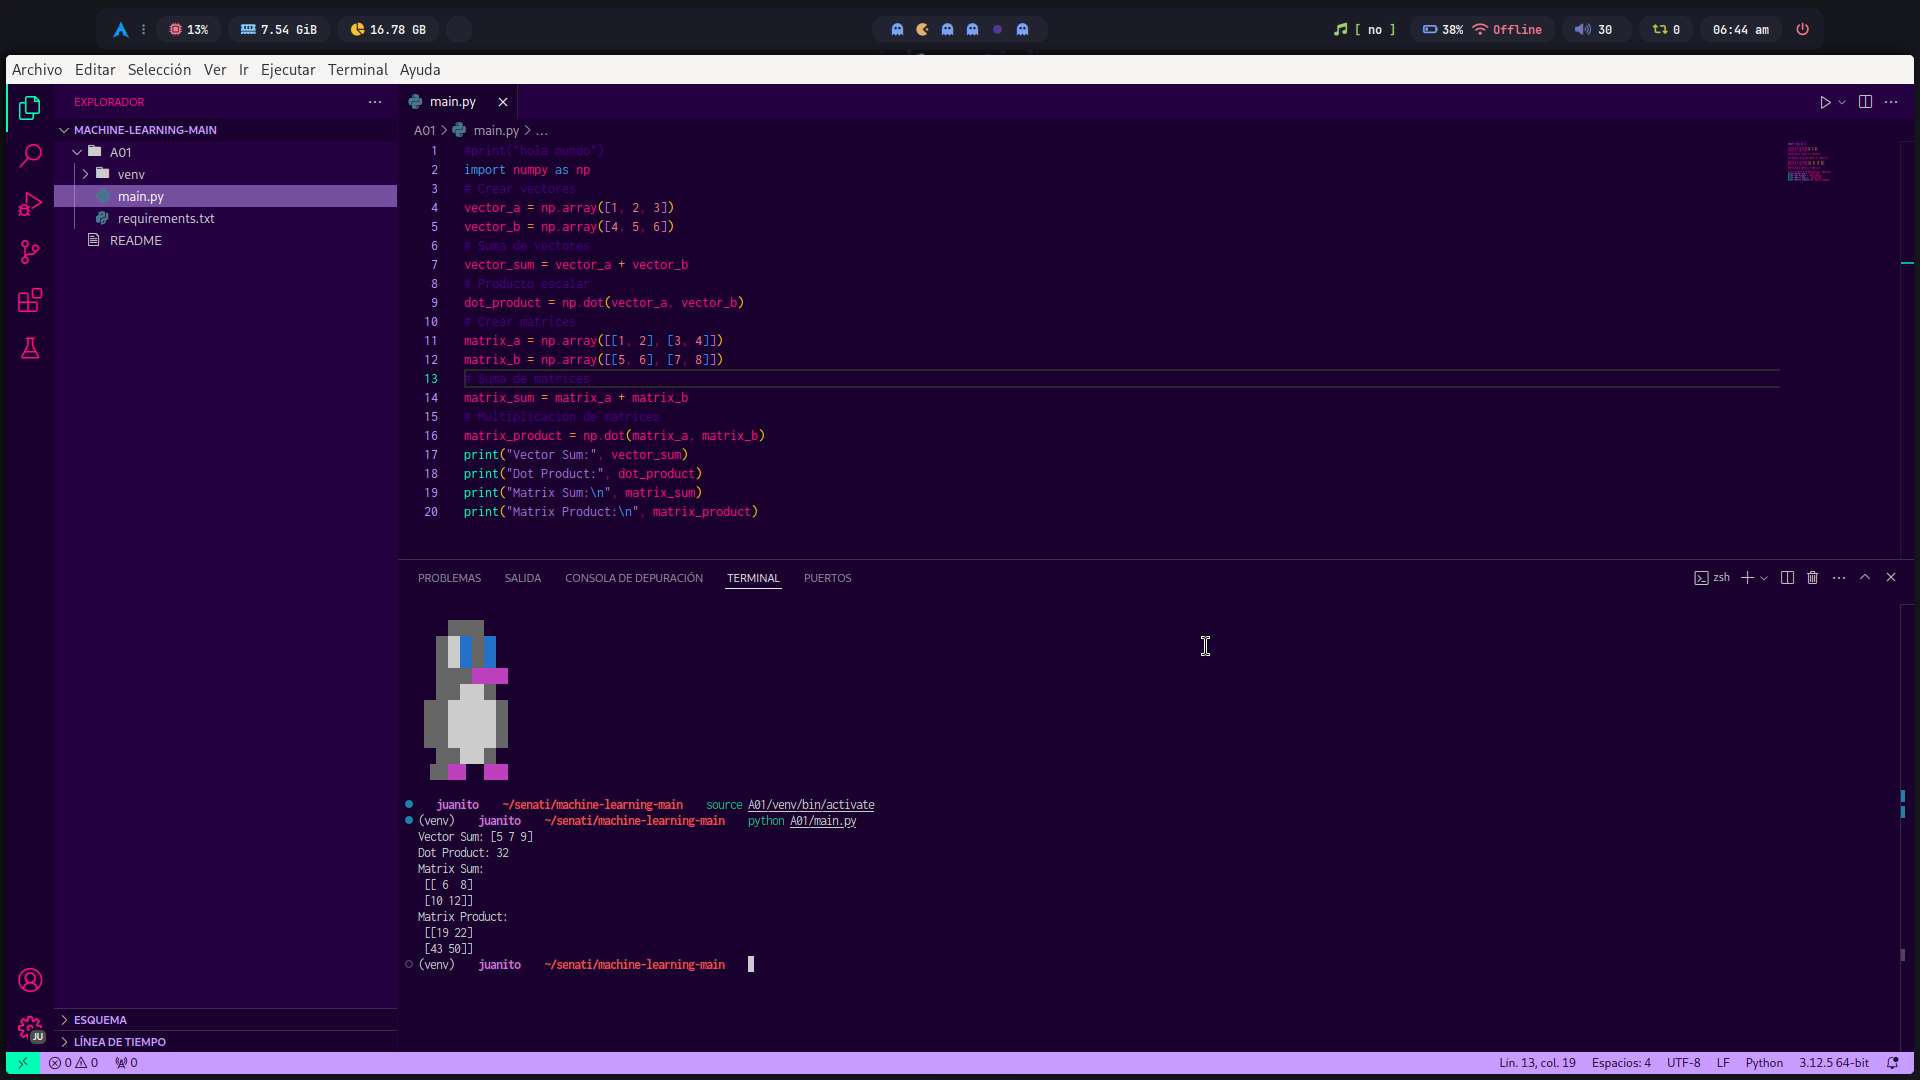 13% 7.54 GiB 16.78 GB [ no ] 38% Offline 30 0 06:44 am
Archivo Editar Selección Ver Ir Ejecutar Terminal Ayuda
EXPLORADOR ...
MACHINE-LEARNING-MAIN
A01
venv
main.py
requirements.txt
README
ESQUEMA
LÍNEA DE TIEMPO
JU
main.py
A01 > main.py > ...
1 #print("hola mundo")
2 import numpy as np
3 # Crear vectores
4 vector_a = np.array([1, 2, 3])
5 vector_b = np.array([4, 5, 6])
6 # Suma de vectores
7 vector_sum = vector_a + vector_b
8 # Producto escalar
9 dot_product = np.dot(vector_a, vector_b)
10 # Crear matrices
11 matrix_a = np.array([[1, 2], [3, 4]])
12 matrix_b = np.array([[5, 6], [7, 8]])
13 # Suma de matrices
14 matrix_sum = matrix_a + matrix_b
15 # Multiplicación de matrices
16 matrix_product = np.dot(matrix_a, matrix_b)
17 print("Vector Sum:", vector_sum)
18 print("Dot Product:", dot_product)
19 print("Matrix Sum:\n", matrix_sum)
20 print("Matrix Product:\n", matrix_product)
PROBLEMAS SALIDA CONSOLA DE DEPURACIÓN TERMINAL PUERTOS zsh
juanito ~/senati/machine-learning-main source A01/venv/bin/activate
(venv) juanito ~/senati/machine-learning-main python A01/main.py
Vector Sum: [5 7 9]
Dot Product: 32
Matrix Sum:
[[ 6  8]
[10 12]]
Matrix Product:
[[19 22]
[43 50]]
(venv) juanito ~/senati/machine-learning-main
0 0 0 Lín. 13, col. 19 Espacios: 4 UTF-8 LF Python 3.12.5 64-bit